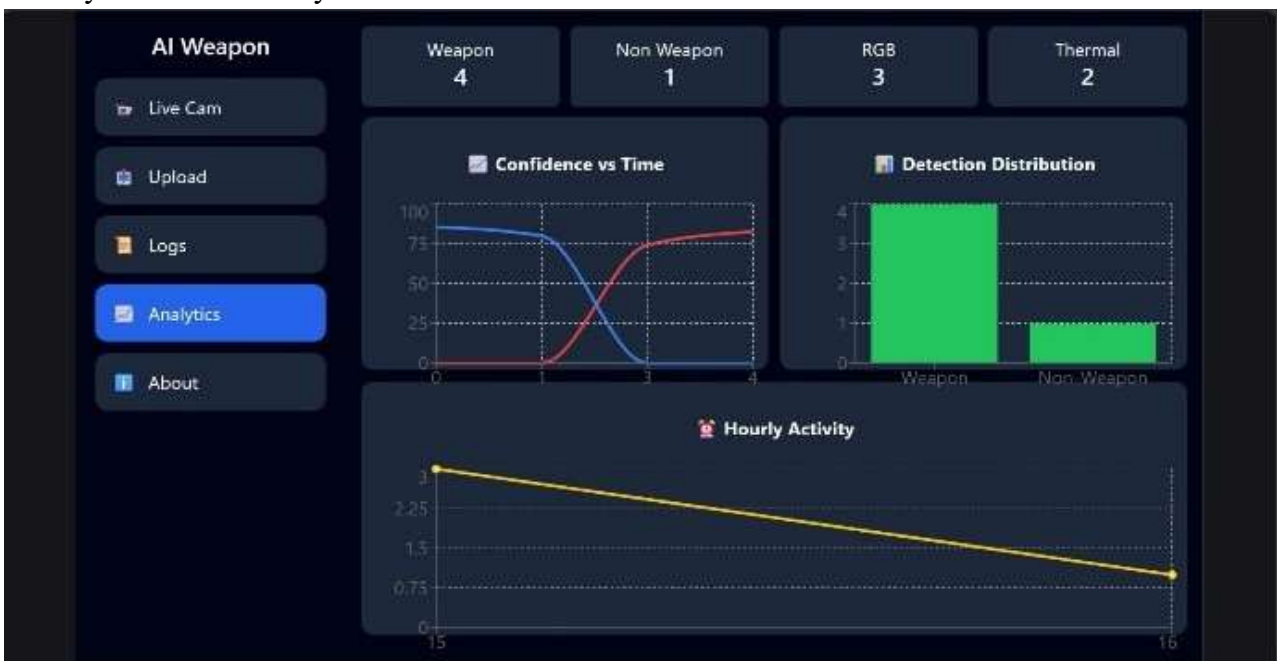 AI Weapon
Live Cam
Upload
Logs
Analytics
About
Weapon
4
Non Weapon
1
RGB
3
Thermal
2
Confidence vs Time
100
75
50
25
0
0 1 3 4
Detection Distribution
4
3
2
1
0
Weapon Non-Weapon
Hourly Activity
3
2.25
1.5
0.75
0
15 16